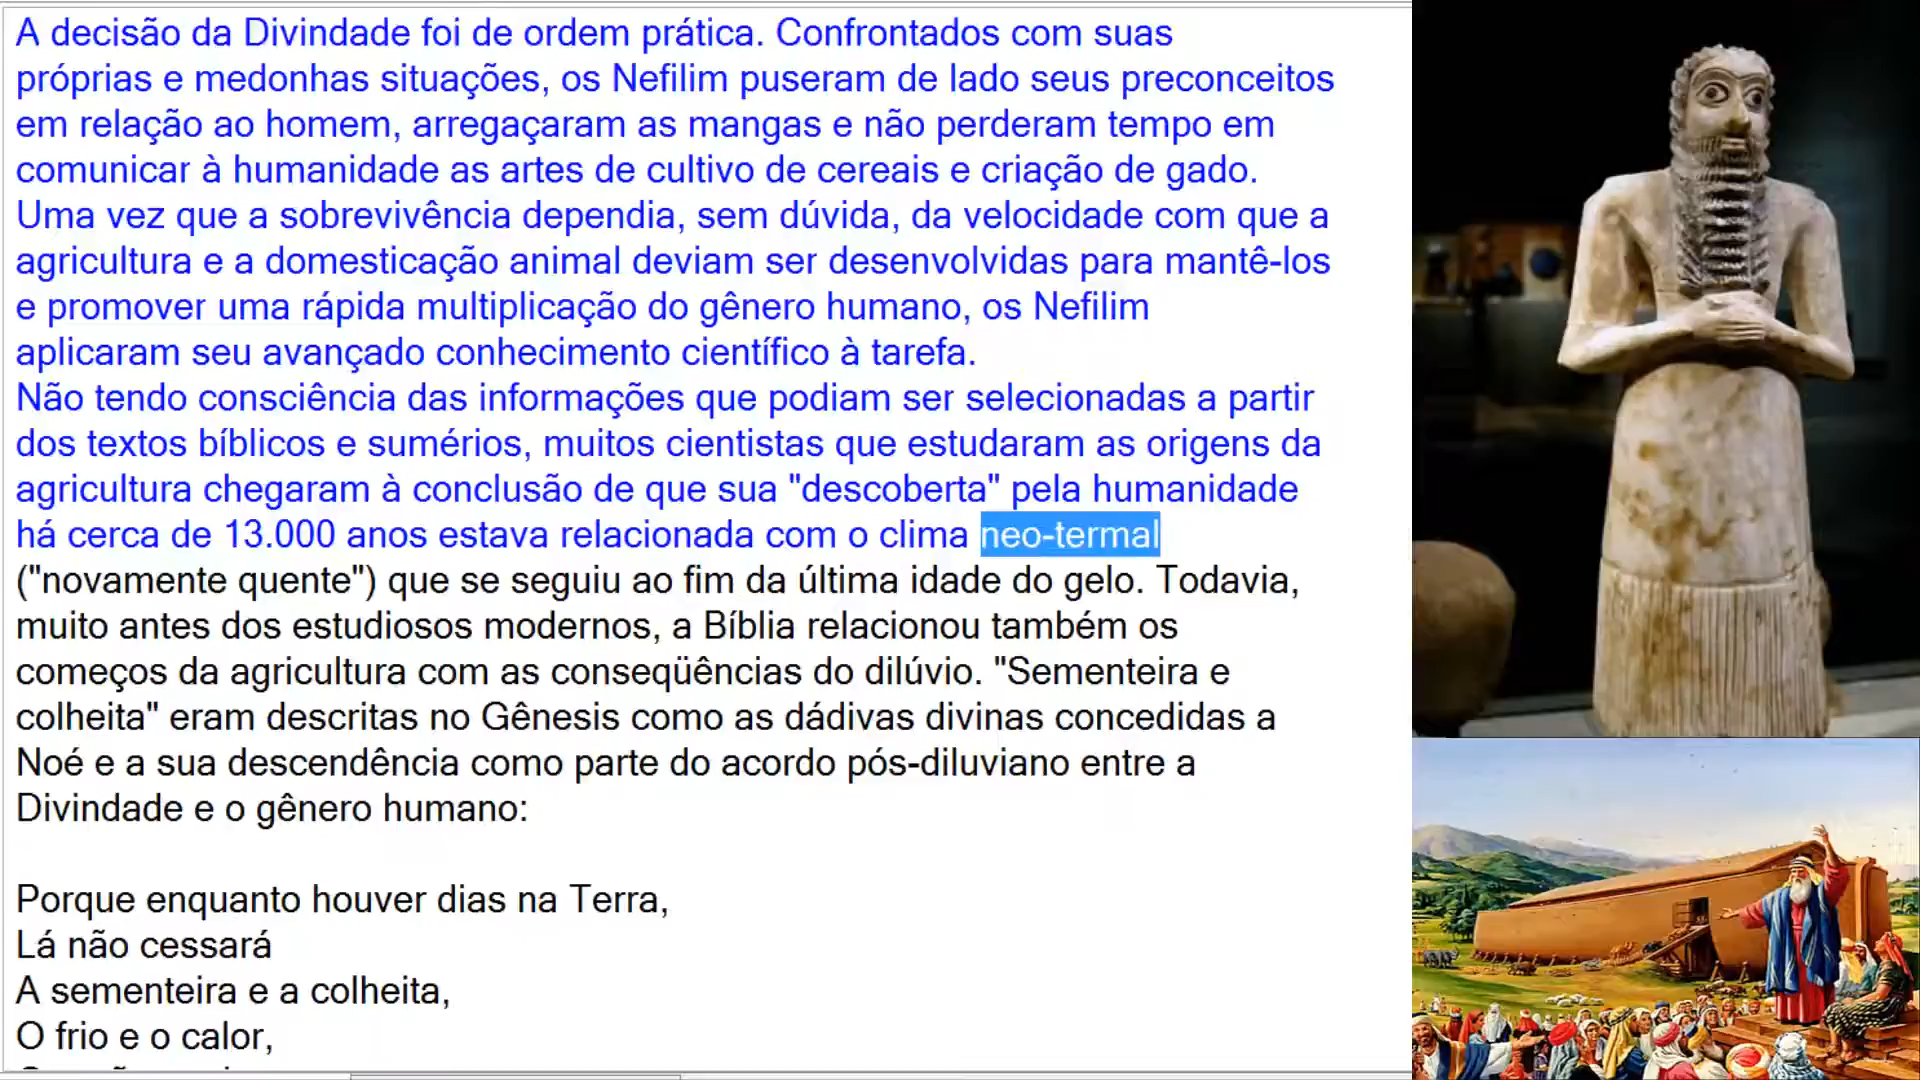 A decisão da Divindade foi de ordem prática. Confrontados com suas
próprias e medonhas situações, os Nefilim puseram de lado seus preconceitos
em relação ao homem, arregaçaram as mangas e não perderam tempo em
comunicar à humanidade as artes de cultivo de cereais e criação de gado.
Uma vez que a sobrevivência dependia, sem dúvida, da velocidade com que a
agricultura e a domesticação animal deviam ser desenvolvidas para mantê-los
e promover uma rápida multiplicação do gênero humano, os Nefilim
aplicaram seu avançado conhecimento científico à tarefa.
Não tendo consciência das informações que podiam ser selecionadas a partir
dos textos bíblicos e sumérios, muitos cientistas que estudaram as origens da
agricultura chegaram à conclusão de que sua "descoberta" pela humanidade
há cerca de 13.000 anos estava relacionada com o clima neo-termal
("novamente quente") que se seguiu ao fim da última idade do gelo. Todavia,
muito antes dos estudiosos modernos, a Bíblia relacionou também os
começos da agricultura com as conseqüências do dilúvio. "Sementeira e
colheita" eram descritas no Gênesis como as dádivas divinas concedidas a
Noé e a sua descendência como parte do acordo pós-diluviano entre a
Divindade e o gênero humano:
Porque enquanto houver dias na Terra,
Lá não cessará
A sementeira e a colheita,
O frio e o calor,